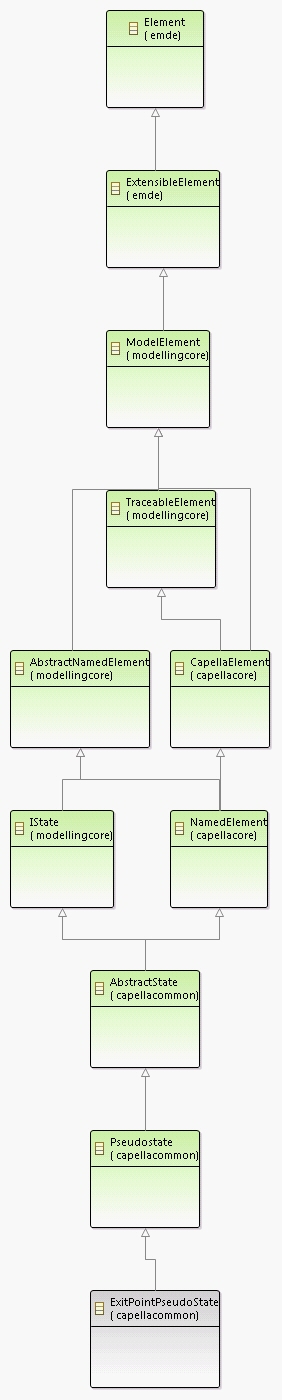 Element
( emde)
ExtensibleElement
( emde)
ModelElement
( modellingcore)
TraceableElement
( modellingcore)
AbstractNamedElement
( modellingcore)
CapellaElement
( capellacore)
IState
( modellingcore)
NamedElement
( capellacore)
AbstractState
( capellacommon)
Pseudostate
( capellacommon)
ExitPointPseudoState
( capellacommon)